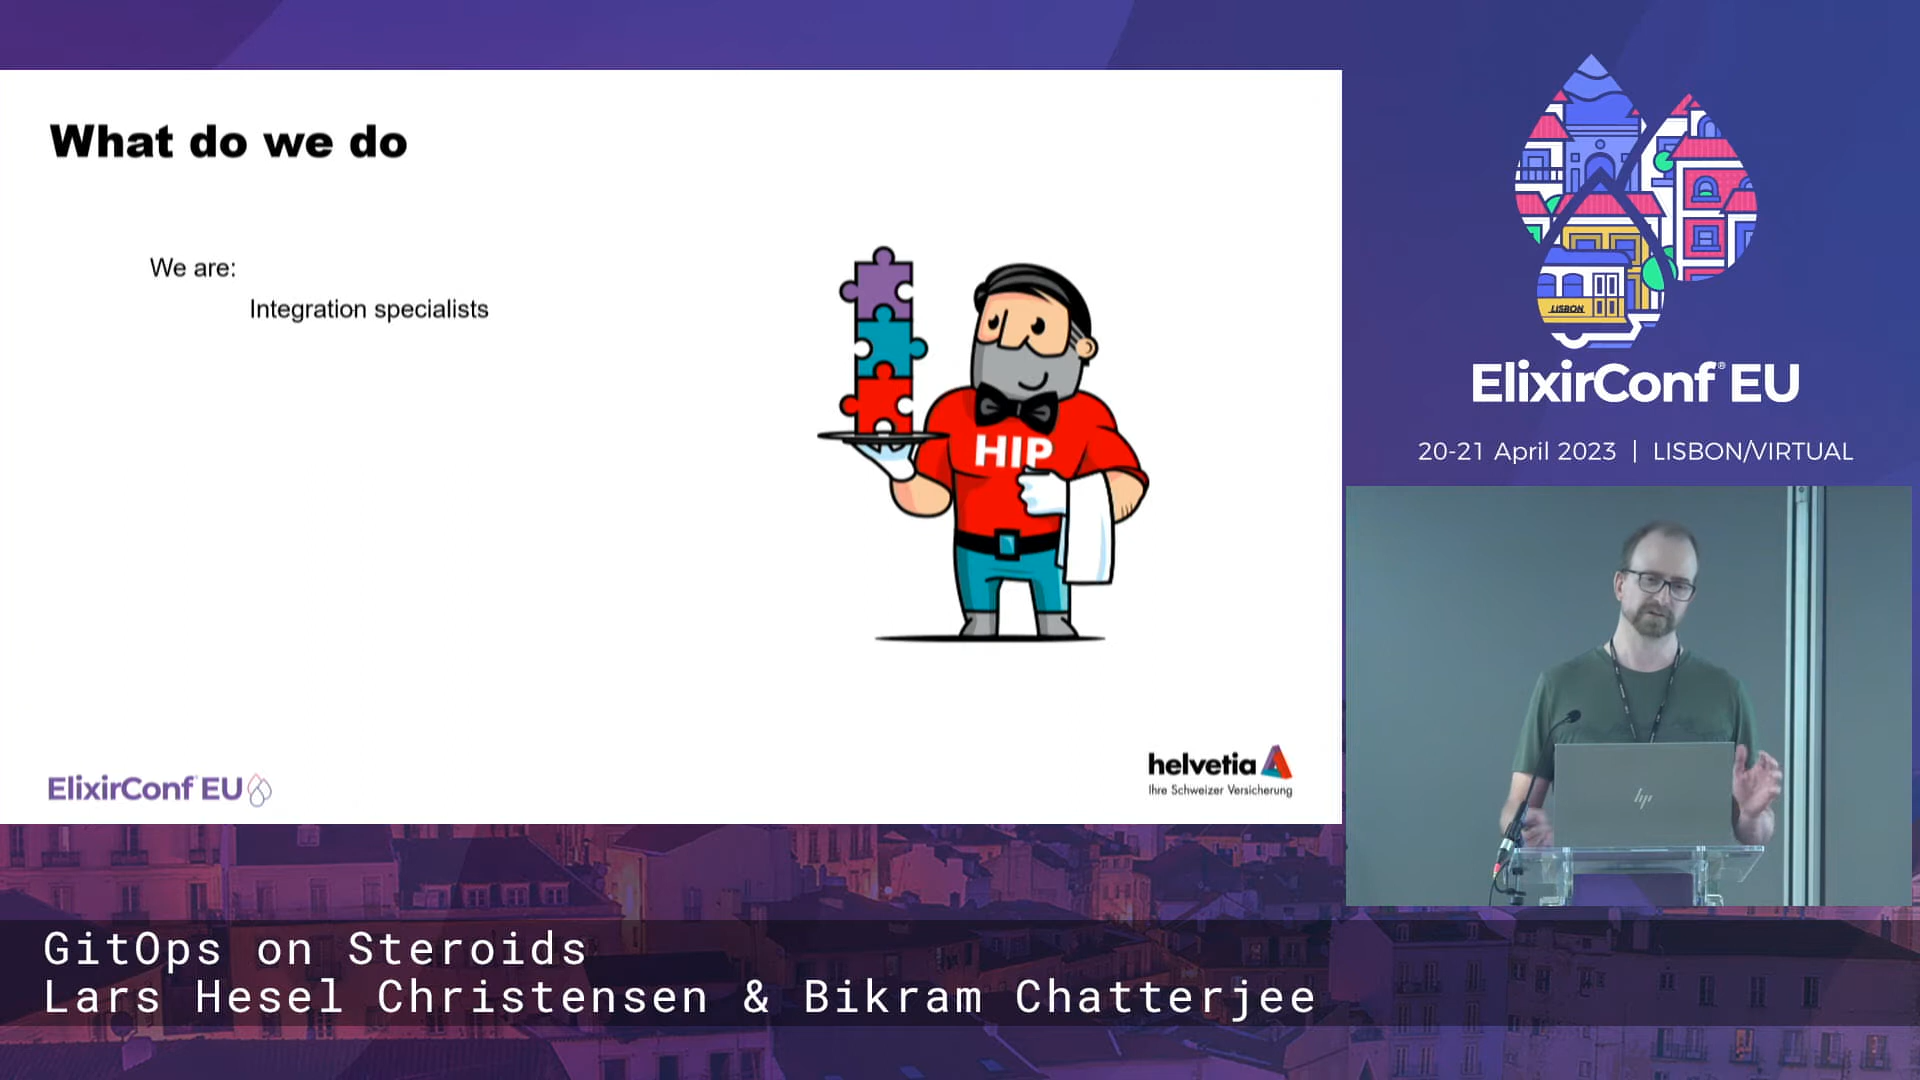 What do we do
We are:
Integration specialists
HIP
ElixirConf EU
helvetia
Ihre Schweizer Versicherung
LISBON
ElixirConf® EU
20-21 April 2023 | LISBON/VIRTUAL
hp
GitOps on Steroids
Lars Hesel Christensen & Bikram Chatterjee